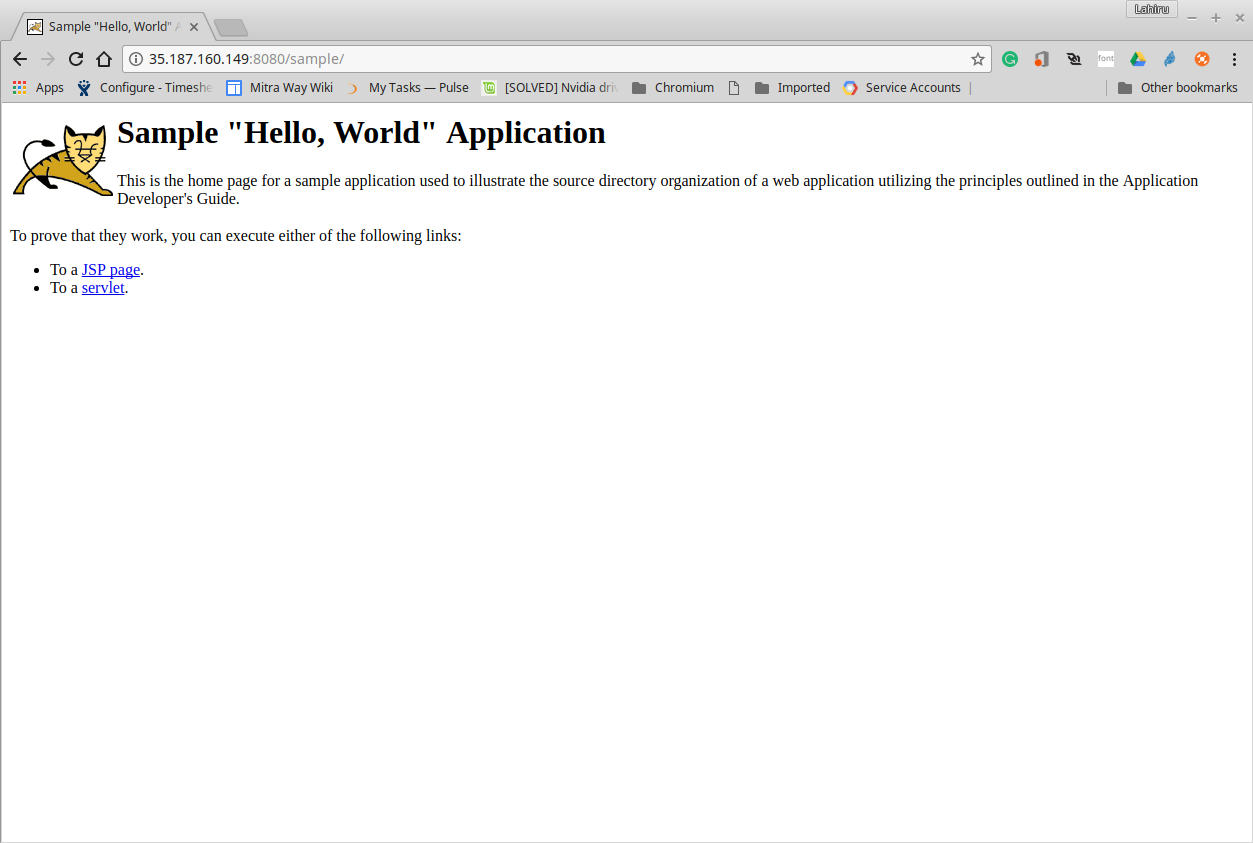 Lahiru
Sample "Hello, World" A
35.187.160.149:8080/sample/
font
Apps
Configure - Timeshe
Mitra Way Wiki
My Tasks — Pulse
[SOLVED] Nvidia driv
Chromium
Imported
Service Accounts
Other bookmarks
Sample "Hello, World" Application
This is the home page for a sample application used to illustrate the source directory organization of a web application utilizing the principles outlined in the Application
Developer's Guide.
To prove that they work, you can execute either of the following links:
• To a JSP page.
• To a servlet.